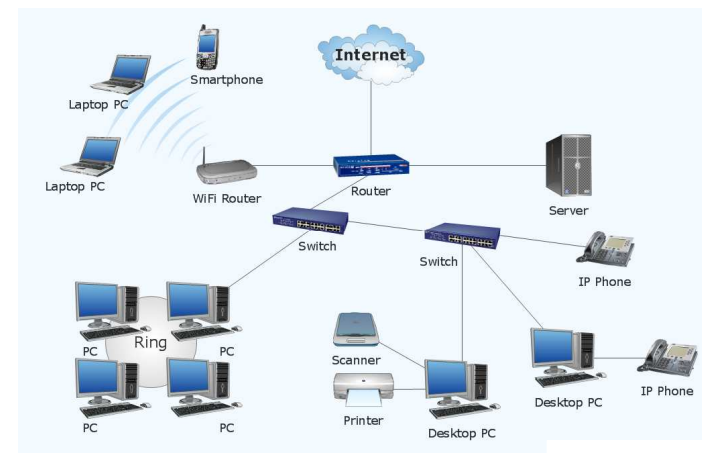 Internet
Smartphone
Laptop PC
Laptop PC
WiFi Router
Router
Server
Switch
Switch
IP Phone
Ring
PC
PC
PC
PC
Scanner
Printer
Desktop PC
Desktop PC
IP Phone